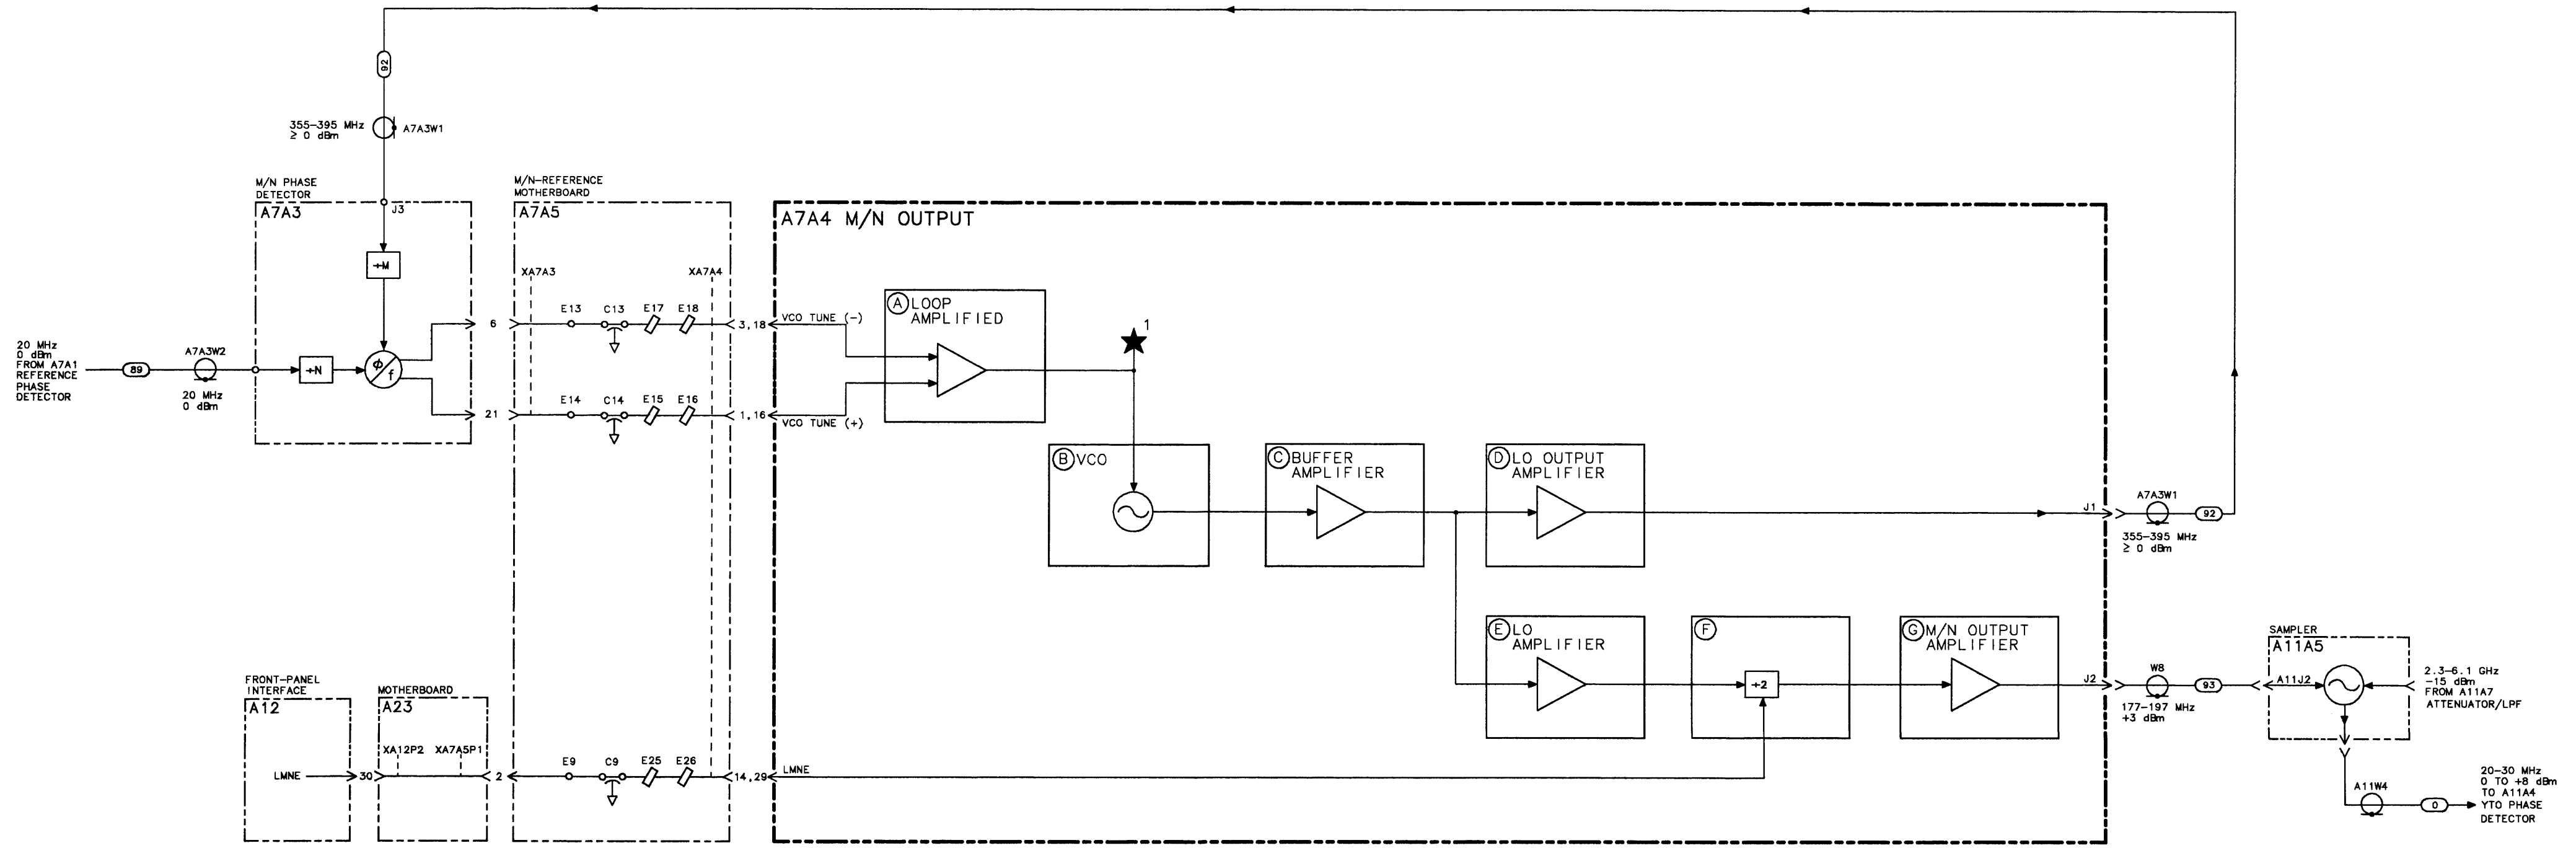 92
355-395 MHz
≥ 0 dBm
A7A3W1
M/N PHASE
DETECTOR
A7A3
J3
÷M
20 MHz
0 dBm
FROM A7A1
REFERENCE
PHASE
DETECTOR
89
A7A3W2
20 MHz
0 dBm
÷N
φ/f
6
21
M/N-REFERENCE
MOTHERBOARD
A7A5
XA7A3
XA7A4
E13
C13
E17
E18
3,18
E14
C14
E15
E16
1,16
E9
C9
E25
E26
14,29
FRONT-PANEL
INTERFACE
A12
LMNE
30
MOTHERBOARD
A23
XA12P2
XA7A5P1
2
A7A4 M/N OUTPUT
VCO TUNE (-)
VCO TUNE (+)
A LOOP
AMPLIFIED
1
B VCO
C BUFFER
AMPLIFIER
D LO OUTPUT
AMPLIFIER
E LO
AMPLIFIER
F
÷2
G M/N OUTPUT
AMPLIFIER
LMNE
J1
A7A3W1
92
355-395 MHz
≥ 0 dBm
J2
W8
93
177-197 MHz
+3 dBm
SAMPLER
A11A5
A11J2
2.3-6.1 GHz
-15 dBm
FROM A11A7
ATTENUATOR/LPF
A11W4
0
20-30 MHz
0 TO +8 dBm
TO A11A4
YTO PHASE
DETECTOR